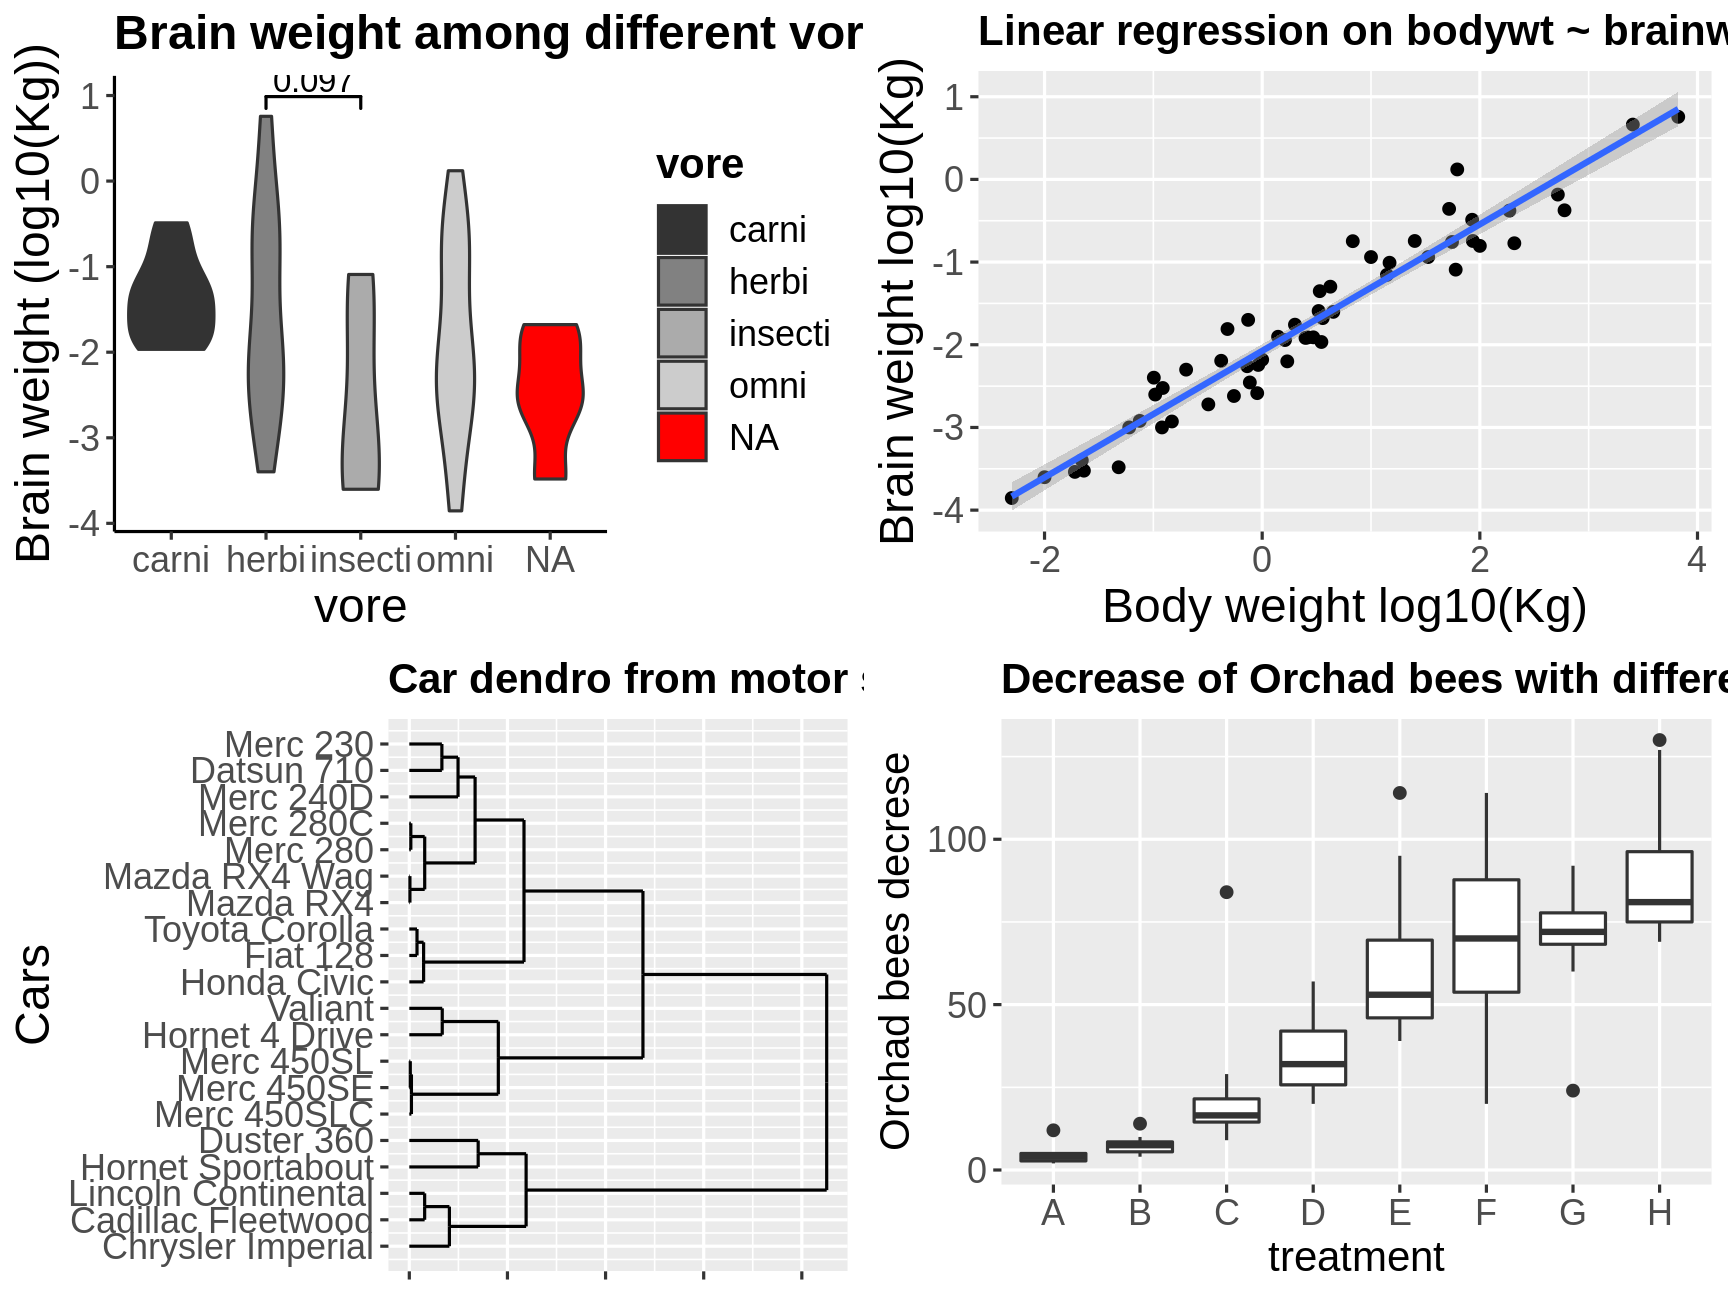 Brain weight among different vor
Brain weight (log10(Kg))
1
0
-1
-2
-3
-4
0.097
carni
herbi
insecti
omni
NA
vore
vore
carni
herbi
insecti
omni
NA
Linear regression on bodywt ~ brainw
Brain weight log10(Kg)
1
0
-1
-2
-3
-4
-2
0
2
4
Body weight log10(Kg)
Car dendro from motor
Cars
Merc 230
Datsun 710
Merc 240D
Merc 280C
Merc 280
Mazda RX4 Wag
Mazda RX4
Toyota Corolla
Fiat 128
Honda Civic
Valiant
Hornet 4 Drive
Merc 450SL
Merc 450SE
Merc 450SLC
Duster 360
Hornet Sportabout
Lincoln Continental
Cadillac Fleetwood
Chrysler Imperial
Decrease of Orchad bees with differe
Orchad bees decrese
100
50
0
A
B
C
D
E
F
G
H
treatment